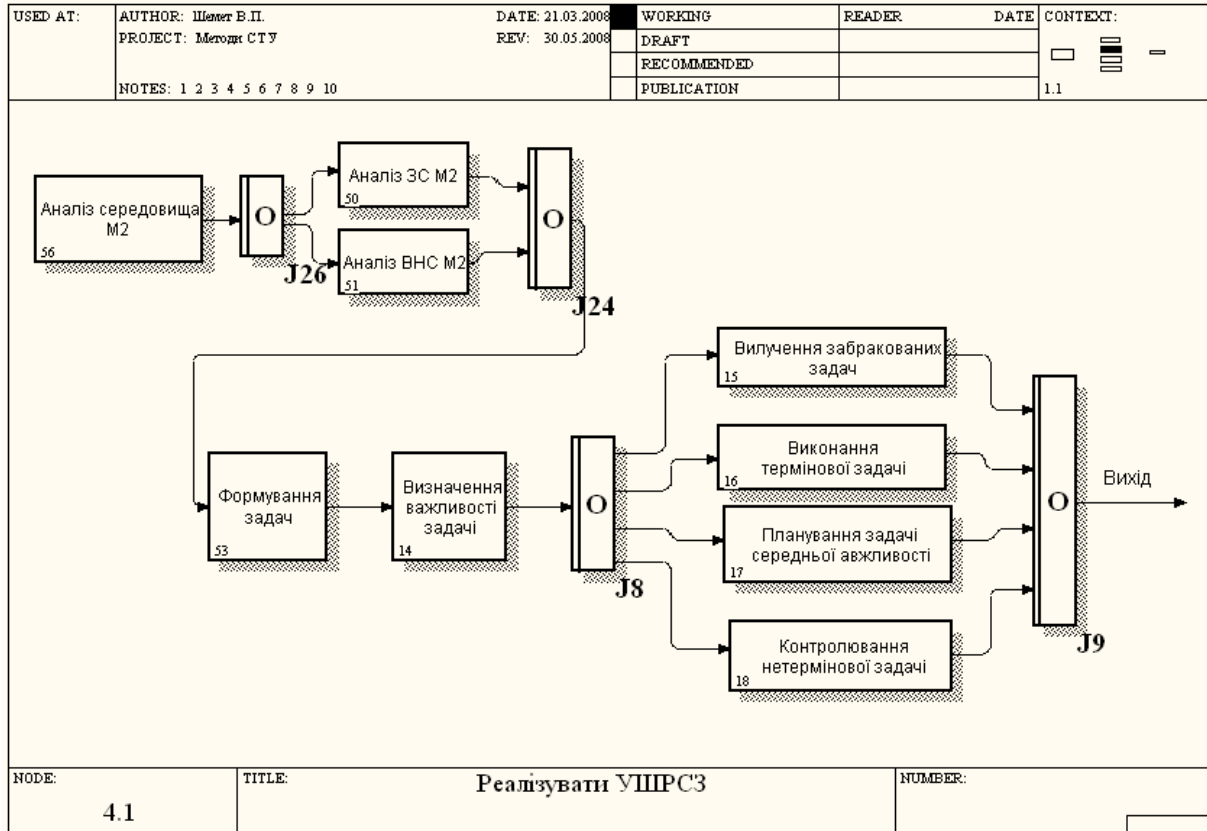 USED AT:
AUTHOR: Шемет В.П.
DATE: 21.03.2008
PROJECT: Методи СТУ
REV: 30.05.2008
NOTES: 1 2 3 4 5 6 7 8 9 10
WORKING
DRAFT
RECOMMENDED
PUBLICATION
READER DATE
CONTEXT:
1.1
Аналіз середовища
М2
56
O
J26
Аналіз ЗС М2
50
Аналіз ВНС М2
51
O
J24
Формування
задач
53
Визначення
важливості
задачі
14
O
J8
Вилучення забракованих
задач
15
Виконання
термінової задачі
16
Планування задачі
середньої авжливості
17
Контролювання
нетермінової задачі
18
O
J9
Вихід
NODE:
4.1
TITLE:
Реалізувати УШРСЗ
NUMBER: